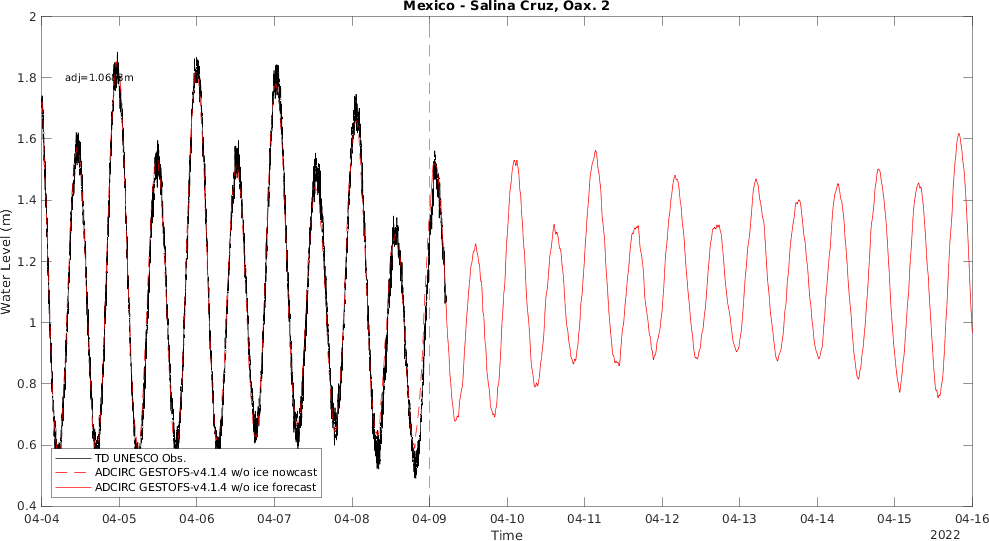 Mexico - Salina Cruz, Oax. 2
2
1.8
1.6
1.4
1.2
1
0.8
0.6
0.4
Water Level (m)
TD UNESCO Obs.
ADCIRC GESTOFS-v4.1.4 w/o ice nowcast
ADCIRC GESTOFS-v4.1.4 w/o ice forecast
04-04 04-05 04-06 04-07 04-08 04-09 04-10 04-11 04-12 04-13 04-14 04-15 04-16
Time
2022